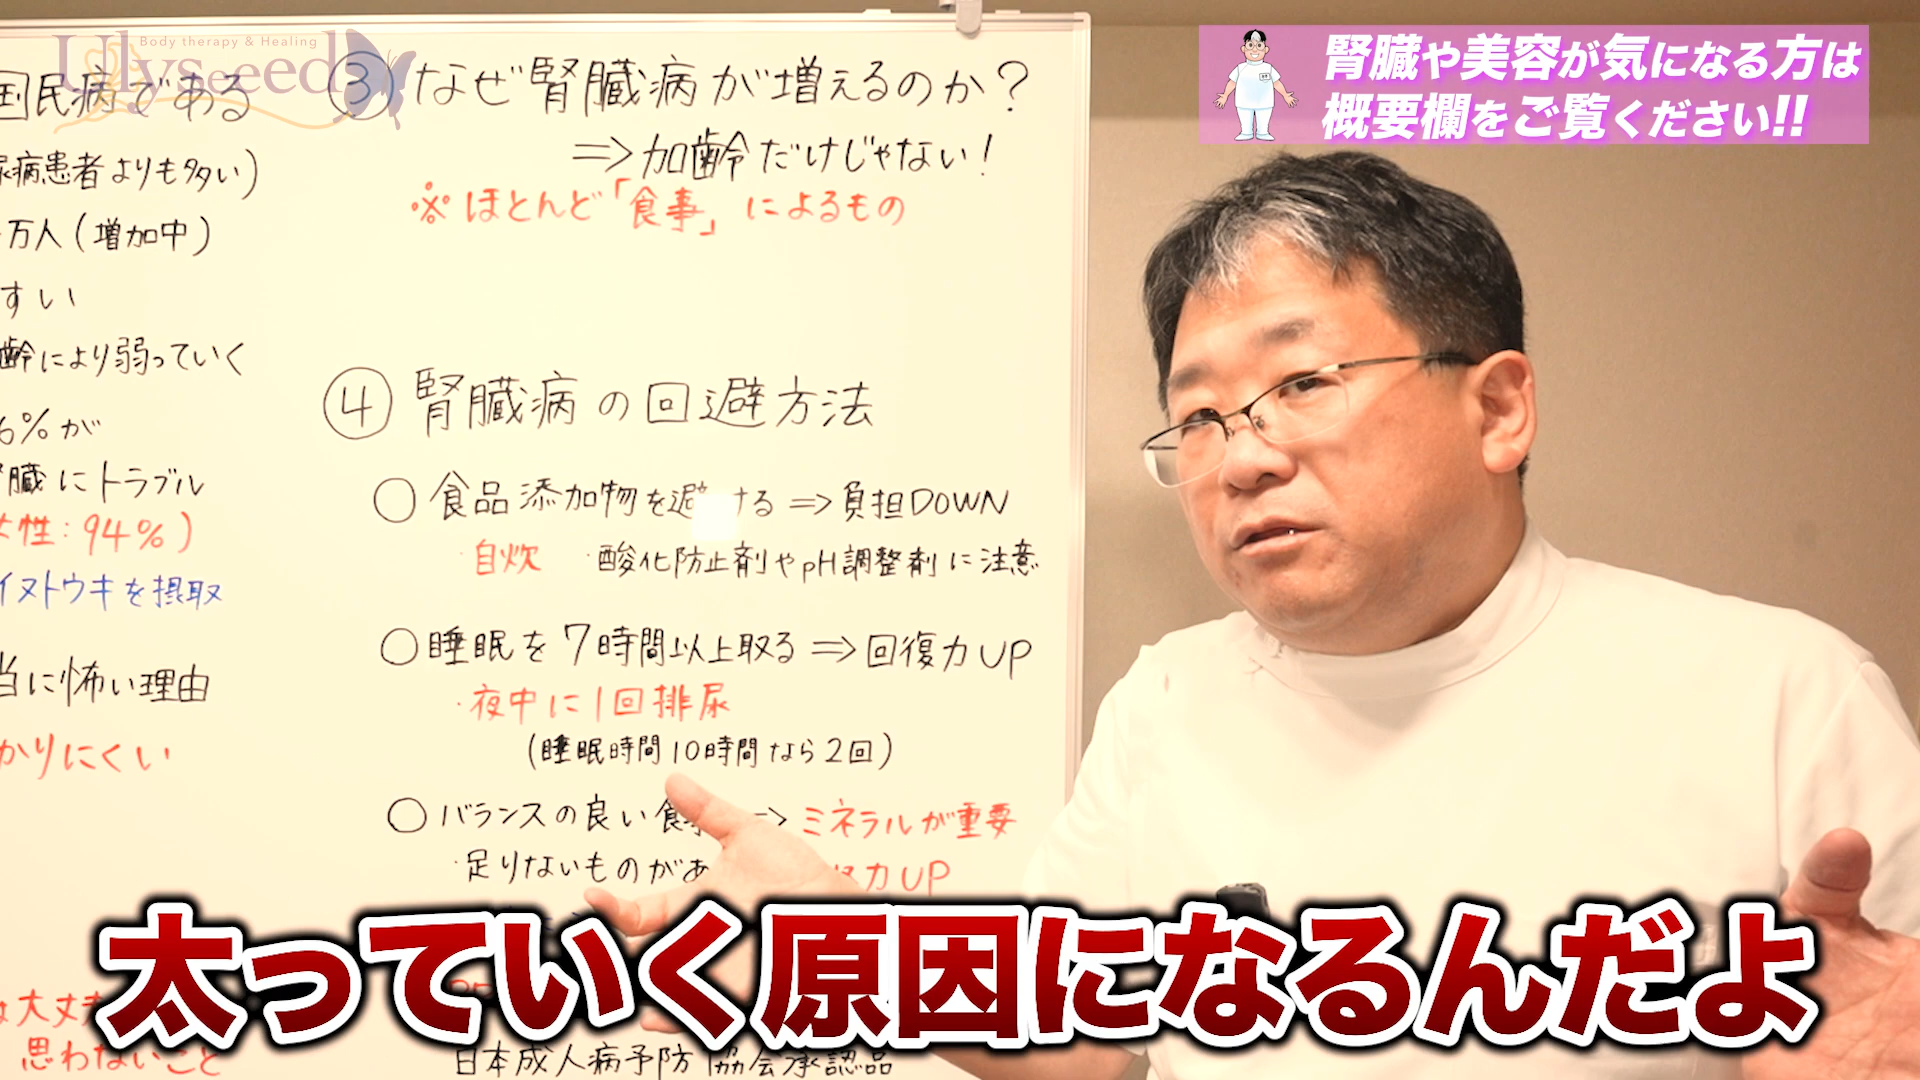 Ulyseeed
Body therapy & Healing
腎臓や美容が気になる方は
概要欄をご覧ください!!
国民病である
尿病患者よりも多い)
万人(増加中)
すい
齢により弱っていく
6%が
臓にトラブル
性:94%)
イヌトウキを摂取
当に怖い理由
かりにくい
は大丈夫
思わないこと
③なぜ腎臓病が増えるのか?
⇒加齢だけじゃない!
※ほとんど「食事」によるもの
④腎臓病の回避方法
○食品添加物を避ける⇒負担DOWN
・自炊 ・酸化防止剤やpH調整剤に注意
○睡眠を7時間以上取る⇒回復力UP
・夜中に1回排尿
(睡眠時間10時間なら2回)
○バランスの良い食 ⇒ミネラルが重要
・足りないものがあ 力UP
日本成人病予防協会承認品
太っていく原因になるんだよ